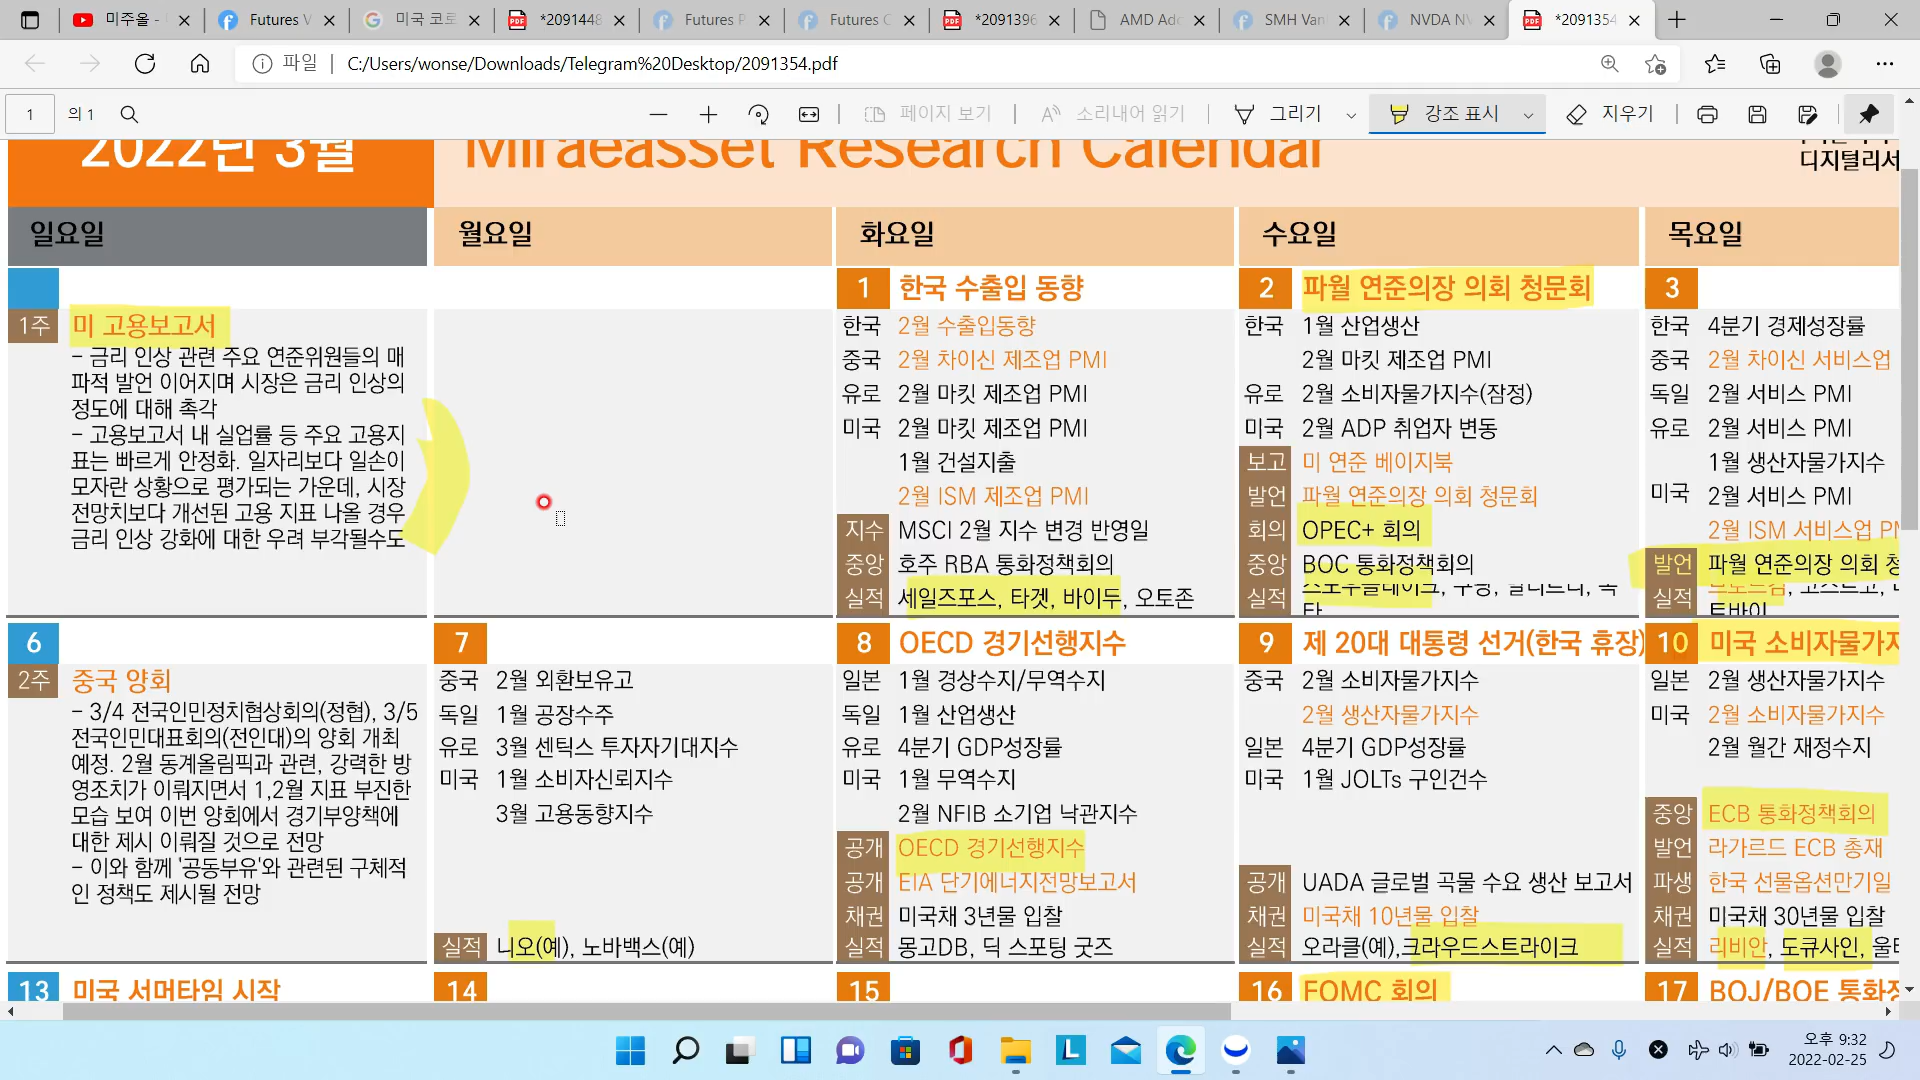 미주올 -
Futures V
미국 코로
*2091448
Futures P
Futures C
*2091396
AMD Ad
SMH Van
NVDA NV
*2091354
파일
C:/Users/wonse/Downloads/Telegram%20Desktop/2091354.pdf
1
의 1
페이지 보기
소리내어 읽기
그리기
강조 표시
지우기
2022년 3월
Miraeasset Research Calendar
디지털리서
일요일
월요일
화요일
수요일
목요일
1주 미 고용보고서
- 금리 인상 관련 주요 연준위원들의 매
파적 발언 이어지며 시장은 금리 인상의
정도에 대해 촉각
- 고용보고서 내 실업률 등 주요 고용지
표는 빠르게 안정화. 일자리보다 일손이
모자란 상황으로 평가되는 가운데, 시장
전망치보다 개선된 고용 지표 나올 경우
금리 인상 강화에 대한 우려 부각될수도
1 한국 수출입 동향
한국 2월 수출입동향
중국 2월 차이신 제조업 PMI
유로 2월 마킷 제조업 PMI
미국 2월 마킷 제조업 PMI
1월 건설지출
2월 ISM 제조업 PMI
지수 MSCI 2월 지수 변경 반영일
중앙 호주 RBA 통화정책회의
실적 세일즈포스, 타겟, 바이두, 오토존
2 파월 연준의장 의회 청문회
한국 1월 산업생산
2월 마킷 제조업 PMI
유로 2월 소비자물가지수(잠정)
미국 2월 ADP 취업자 변동
보고 미 연준 베이지북
발언 파월 연준의장 의회 청문회
회의 OPEC+ 회의
중앙 BOC 통화정책회의
실적
3
한국 4분기 경제성장률
중국 2월 차이신 서비스업
독일 2월 서비스 PMI
유로 2월 서비스 PMI
1월 생산자물가지수
미국 2월 서비스 PMI
2월 ISM 서비스업 PM
발언 파월 연준의장 의회 청
실적
트바이
6
2주 중국 양회
- 3/4 전국인민정치협상회의(정협), 3/5
전국인민대표회의(전인대)의 양회 개최
예정. 2월 동계올림픽과 관련, 강력한 방
영조치가 이뤄지면서 1,2월 지표 부진한
모습 보여 이번 양회에서 경기부양책에
대한 제시 이뤄질 것으로 전망
- 이와 함께 '공동부유'와 관련된 구체적
인 정책도 제시될 전망
7
중국 2월 외환보유고
독일 1월 공장수주
유로 3월 센틱스 투자자기대지수
미국 1월 소비자신뢰지수
3월 고용동향지수
실적 니오(예), 노바백스(예)
8 OECD 경기선행지수
일본 1월 경상수지/무역수지
독일 1월 산업생산
유로 4분기 GDP성장률
미국 1월 무역수지
2월 NFIB 소기업 낙관지수
공개 OECD 경기선행지수
공개 EIA 단기에너지전망보고서
채권 미국채 3년물 입찰
실적 몽고DB, 딕 스포팅 굿즈
9 제 20대 대통령 선거(한국 휴장)
중국 2월 소비자물가지수
2월 생산자물가지수
일본 4분기 GDP성장률
미국 1월 JOLTs 구인건수
공개 UADA 글로벌 곡물 수요 생산 보고서
채권 미국채 10년물 입찰
실적 오라클(예),크라우드스트라이크
10 미국 소비자물가지
일본 2월 생산자물가지수
미국 2월 소비자물가지수
2월 월간 재정수지
중앙 ECB 통화정책회의
발언 라가르드 ECB 총재
파생 한국 선물옵션만기일
채권 미국채 30년물 입찰
실적 리비안, 도큐사인, 울타
13 미국 서머타임 시작
14
15
16 FOMC 회의
17 BOJ/BOE 통화정
오후 9:32
2022-02-25